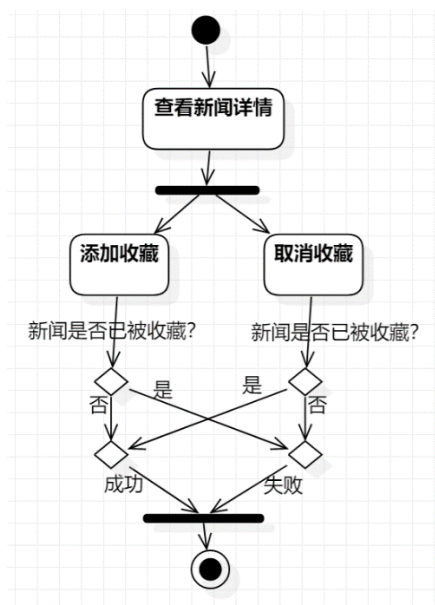 查看新闻详情
添加收藏
取消收藏
新闻是否已被收藏?
新闻是否已被收藏?
否
是
是
否
成功
失败